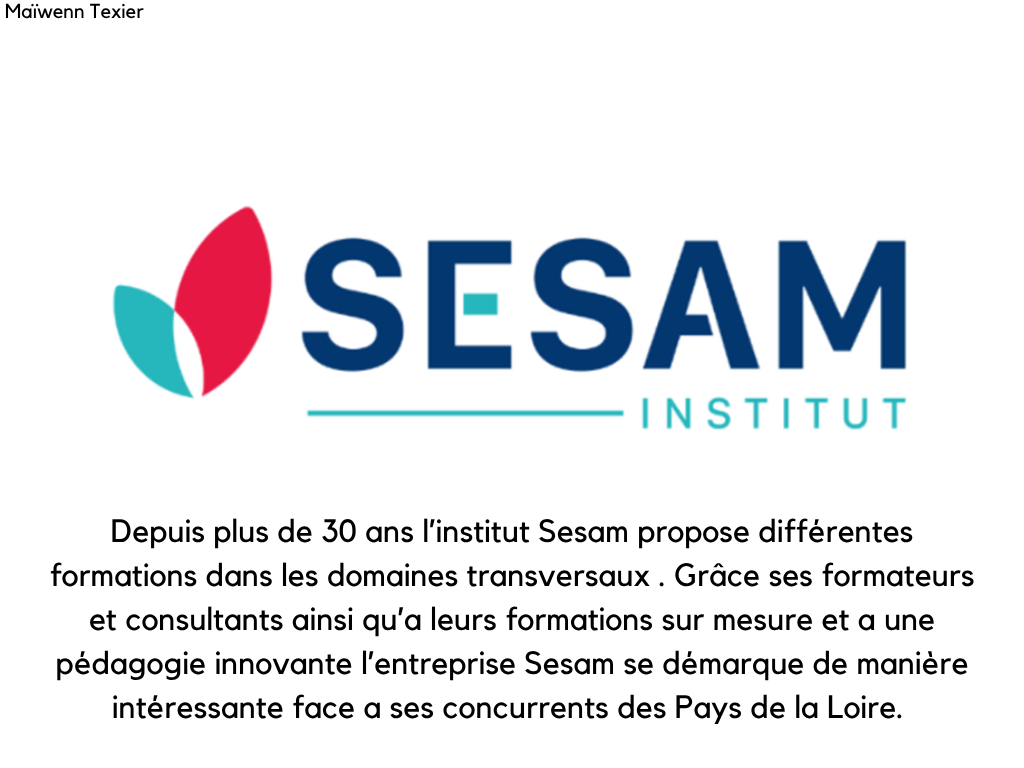 Maïwenn Texier
SESAM
INSTITUT
Depuis plus de 30 ans l'institut Sesam propose différentes
formations dans les domaines transversaux . Grâce ses formateurs
et consultants ainsi qu'a leurs formations sur mesure et a une
pédagogie innovante l'entreprise Sesam se démarque de manière
intéressante face a ses concurrents des Pays de la Loire.